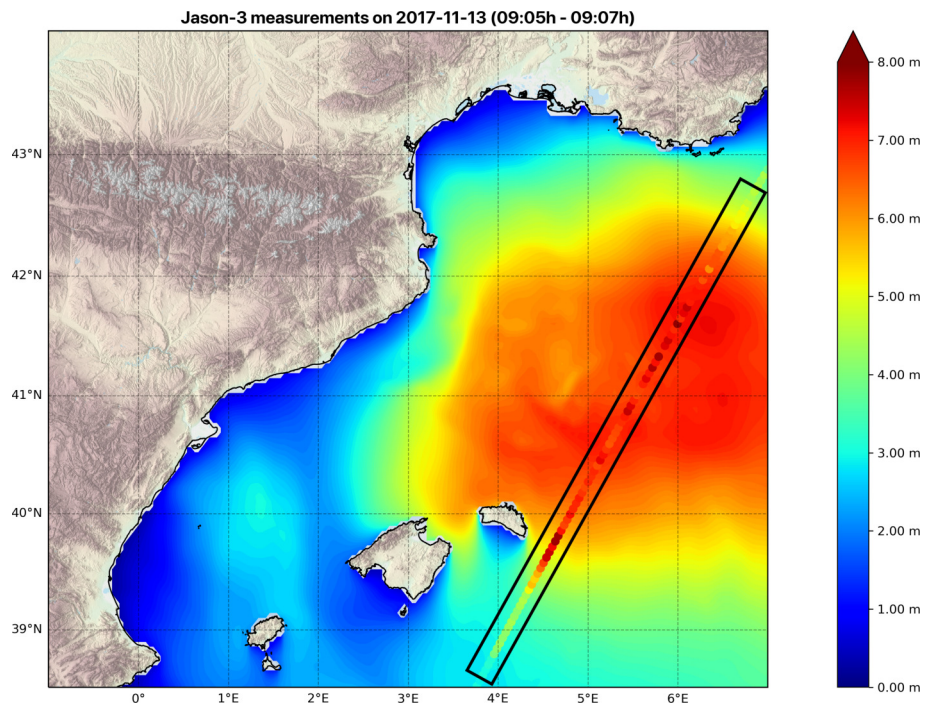 Jason-3 measurements on 2017-11-13 (09:05h - 09:07h)
8.00 m
7.00 m
6.00 m
5.00 m
4.00 m
3.00 m
2.00 m
1.00 m
0.00 m
43°N
42°N
41°N
40°N
39°N
0°
1°E
2°E
3°E
4°E
5°E
6°E